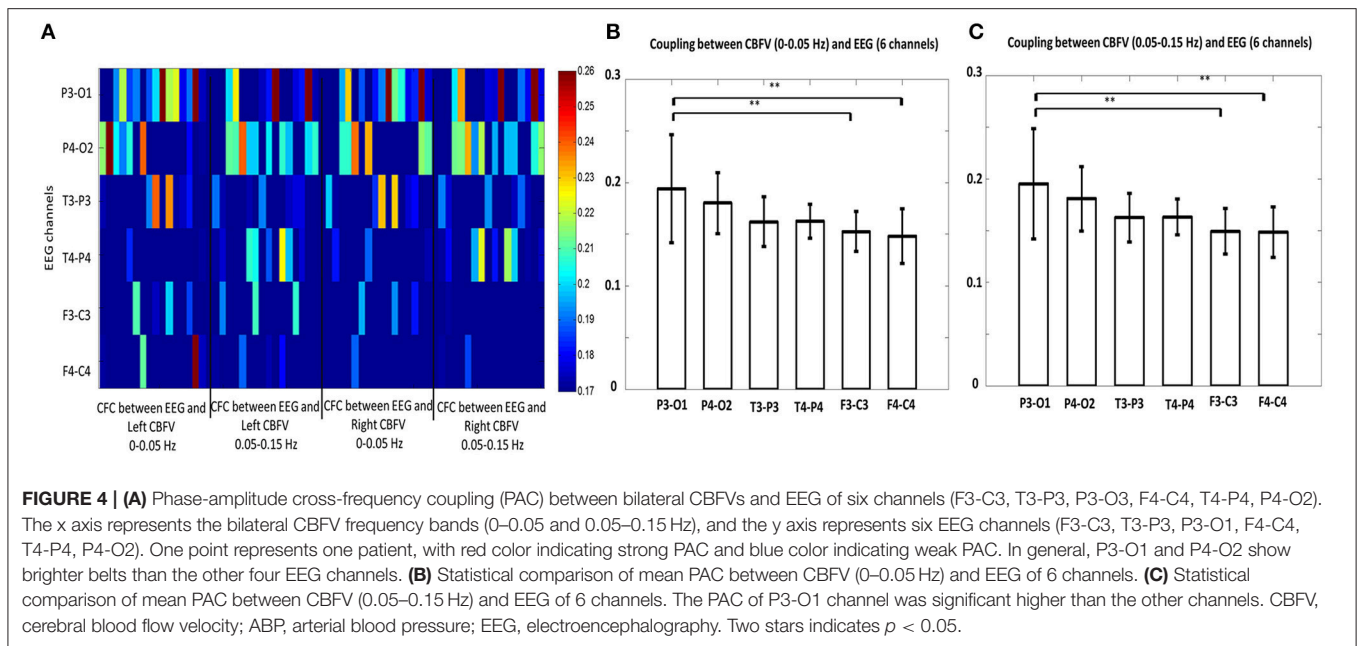 A
P3-O1
P4-O2
T3-P3
T4-P4
F3-C3
F4-C4
EEG channels
0.26
0.25
0.24
0.23
0.22
0.21
0.2
0.19
0.18
0.17
CFC between EEG and
Left CBFV
0-0.05 Hz
CFC between EEG and
Left CBFV
0.05-0.15 Hz
CFC between EEG and
Right CBFV
0-0.05 Hz
CFC between EEG and
Right CBFV
0.05-0.15 Hz
B
Coupling between CBFV (0-0.05 Hz) and EEG (6 channels)
0.3
0.2
0.1
0
**
**
P3-O1 P4-O2 T3-P3 T4-P4 F3-C3 F4-C4
C
Coupling between CBFV (0.05-0.15 Hz) and EEG (6 channels)
0.3
0.2
0.1
0
**
**
P3-O1 P4-O2 T3-P3 T4-P4 F3-C3 F4-C4
FIGURE 4 | (A) Phase-amplitude cross-frequency coupling (PAC) between bilateral CBFVs and EEG of six channels (F3-C3, T3-P3, P3-O3, F4-C4, T4-P4, P4-O2).
The x axis represents the bilateral CBFV frequency bands (0–0.05 and 0.05–0.15 Hz), and the y axis represents six EEG channels (F3-C3, T3-P3, P3-O1, F4-C4,
T4-P4, P4-O2). One point represents one patient, with red color indicating strong PAC and blue color indicating weak PAC. In general, P3-O1 and P4-O2 show
brighter belts than the other four EEG channels. (B) Statistical comparison of mean PAC between CBFV (0–0.05 Hz) and EEG of 6 channels. (C) Statistical
comparison of mean PAC between CBFV (0.05–0.15 Hz) and EEG of 6 channels. The PAC of P3-O1 channel was significant higher than the other channels. CBFV,
cerebral blood flow velocity; ABP, arterial blood pressure; EEG, electroencephalography. Two stars indicates p < 0.05.